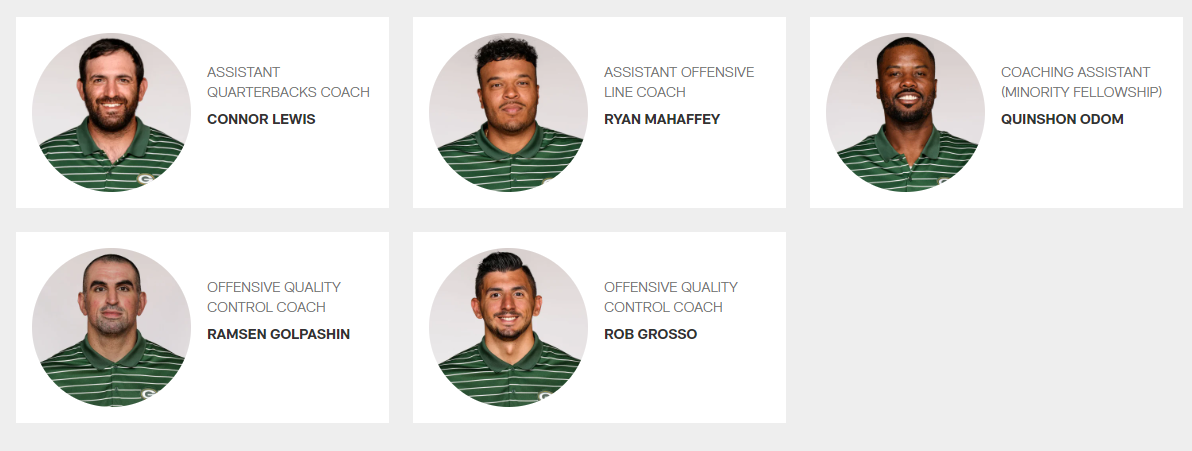 ASSISTANT
QUARTERBACKS COACH
CONNOR LEWIS
ASSISTANT OFFENSIVE
LINE COACH
RYAN MAHAFFEY
COACHING ASSISTANT
(MINORITY FELLOWSHIP)
QUINSHON ODOM
OFFENSIVE QUALITY
CONTROL COACH
RAMSEN GOLPASHIN
OFFENSIVE QUALITY
CONTROL COACH
ROB GROSSO